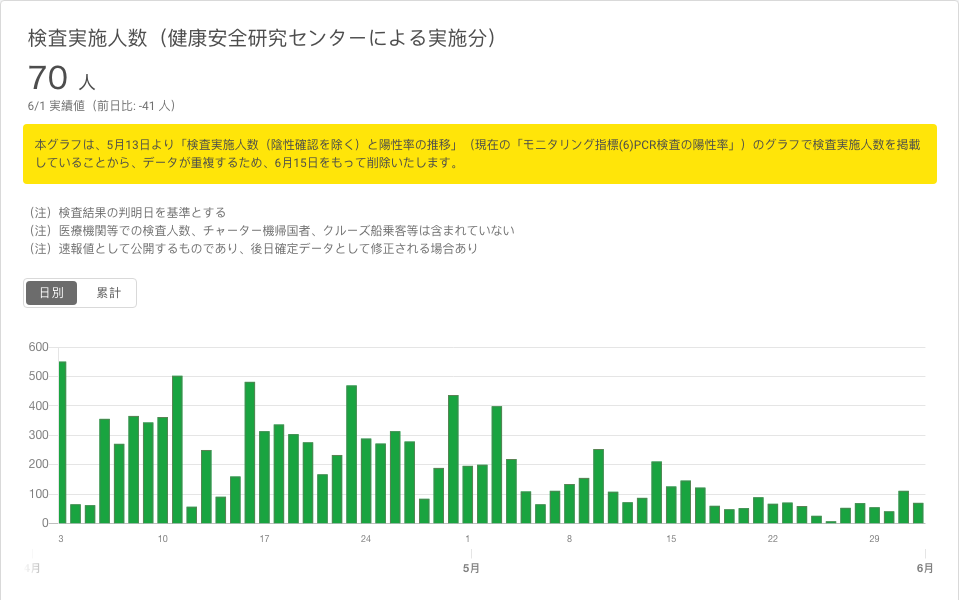 検査実施人数（健康安全研究センターによる実施分）
70 人
6/1 実績値（前日比: -41 人）
本グラフは、5月13日より「検査実施人数（陰性確認を除く）と陽性率の推移」（現在の「モニタリング指標(6)PCR検査の陽性率」）のグラフで検査実施人数を掲載
していることから、データが重複するため、6月15日をもって削除いたします。
（注）検査結果の判明日を基準とする
（注）医療機関等での検査人数、チャーター機帰国者、クルーズ船乗客等は含まれていない
（注）速報値として公開するものであり、後日確定データとして修正される場合あり
日別 累計
600
500
400
300
200
100
0
3 10 17 24 1 8 15 22 29
月 5月 6月